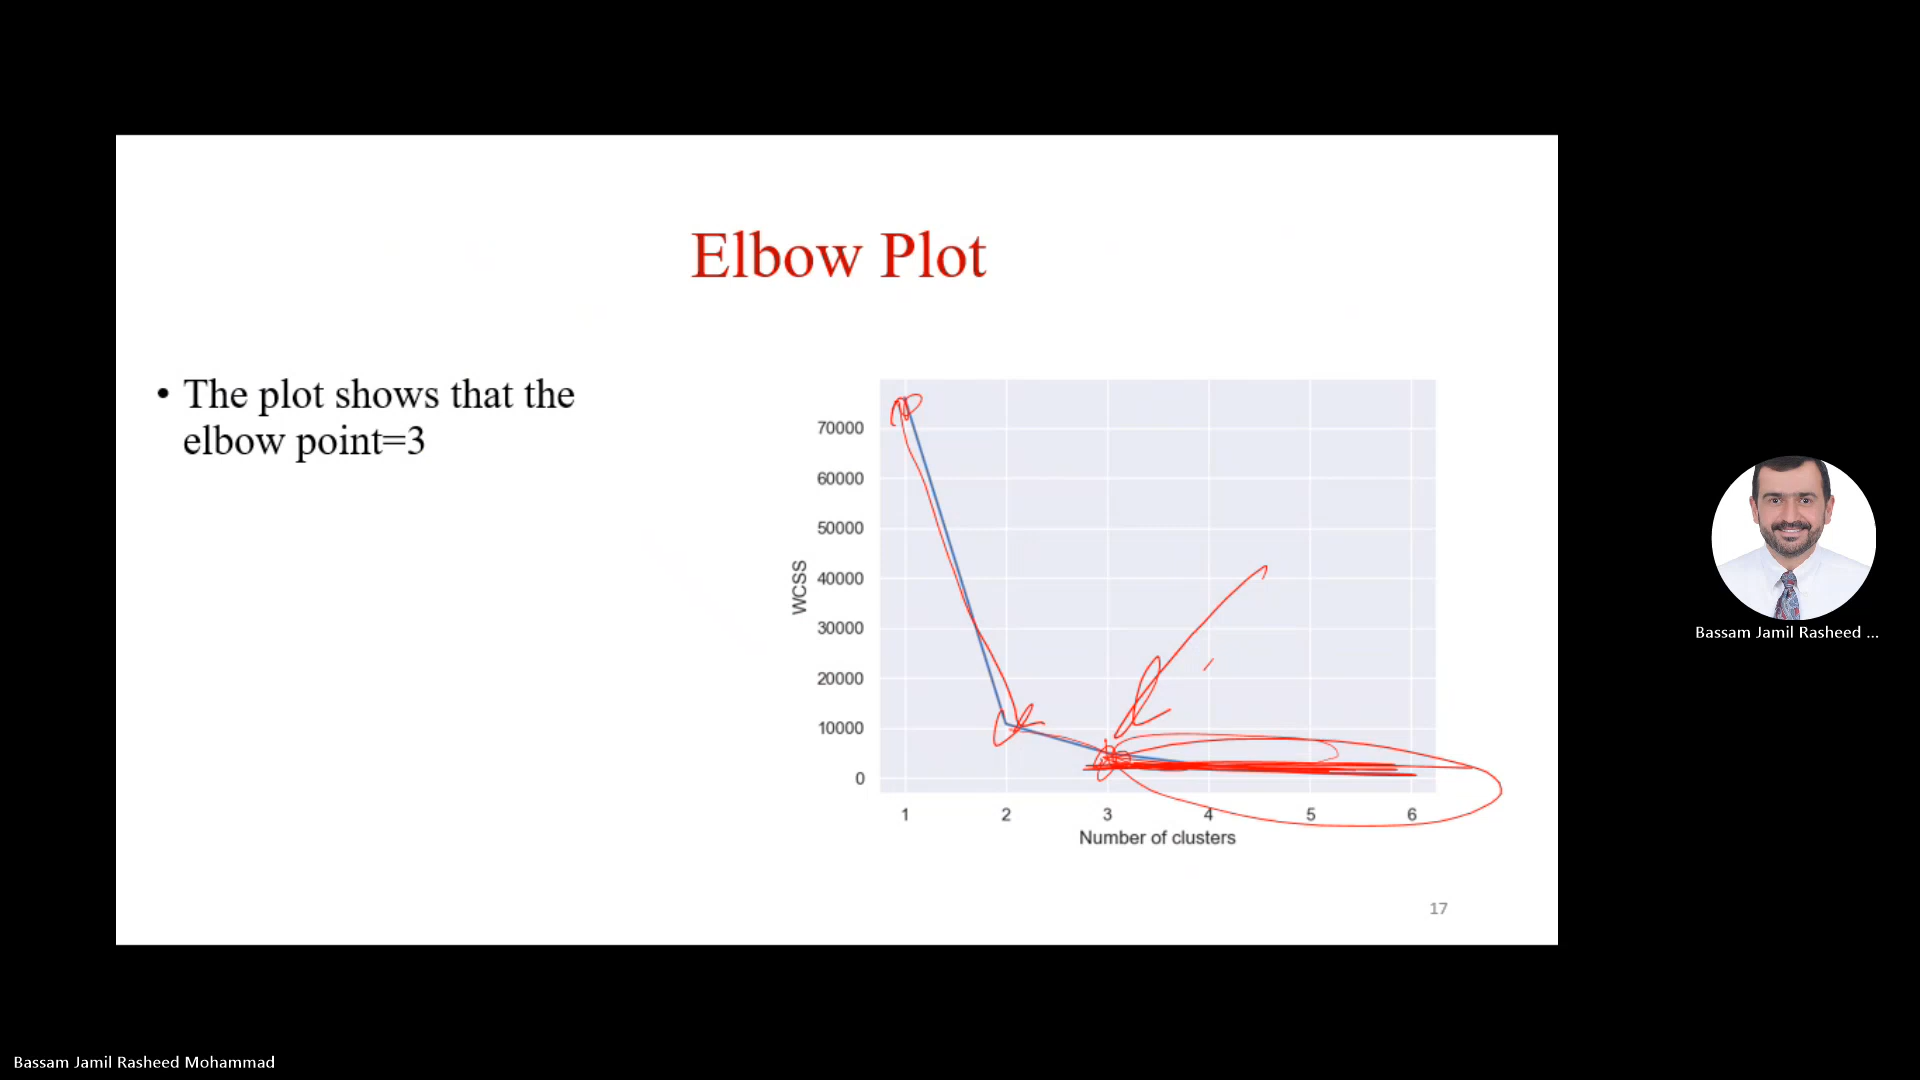 Elbow Plot
• The plot shows that the
elbow point=3
70000
60000
50000
40000
30000
20000
10000
0
WCSS
1 2 3 4 5 6
Number of clusters
17
Bassam Jamil Rasheed ...
Bassam Jamil Rasheed Mohammad